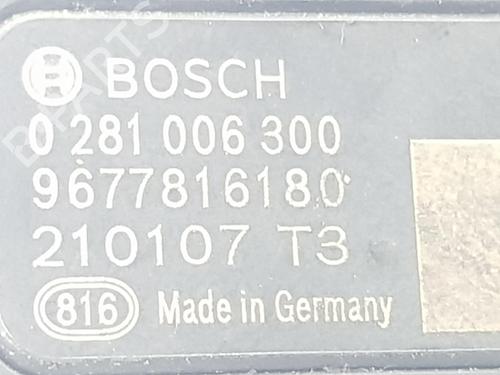 BOSCH
0 281 006 300
9677816180
210107 T3
816 Made in Germany